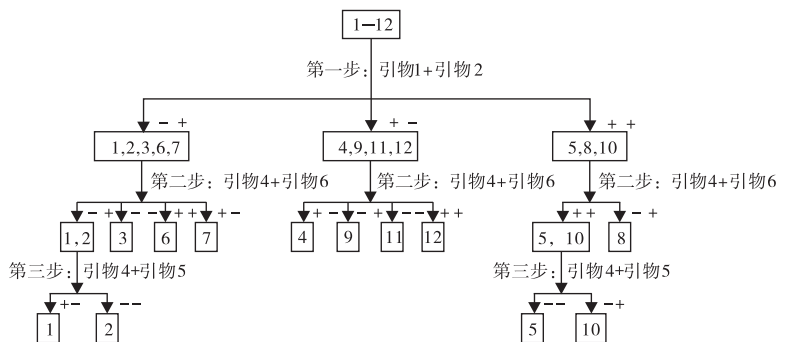 1—12
第一步：引物1+引物2
- + + - + +
1,2,3,6,7 4,9,11,12 5,8,10
第二步：引物4+引物6 第二步：引物4+引物6 第二步：引物4+引物6
- + - - + + + - + - - + - - + + + + - +
1,2 3 6 7 4 9 11 12 5, 10 8
第三步：引物4+引物5 第三步：引物4+引物5
+ - - - - - - +
1 2 5 10